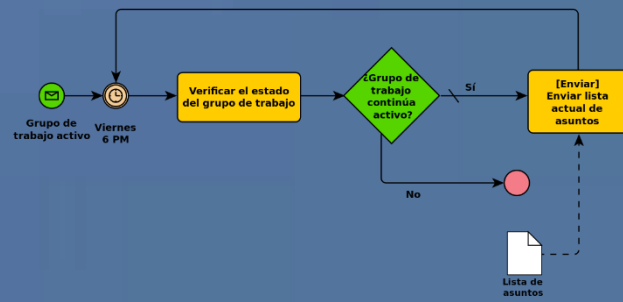 Grupo de
trabajo activo
Viernes
6 PM
Verificar el estado
del grupo de trabajo
¿Grupo de
trabajo
continúa
activo?
Sí
No
[Enviar]
Enviar lista
actual de
asuntos
Lista de
asuntos